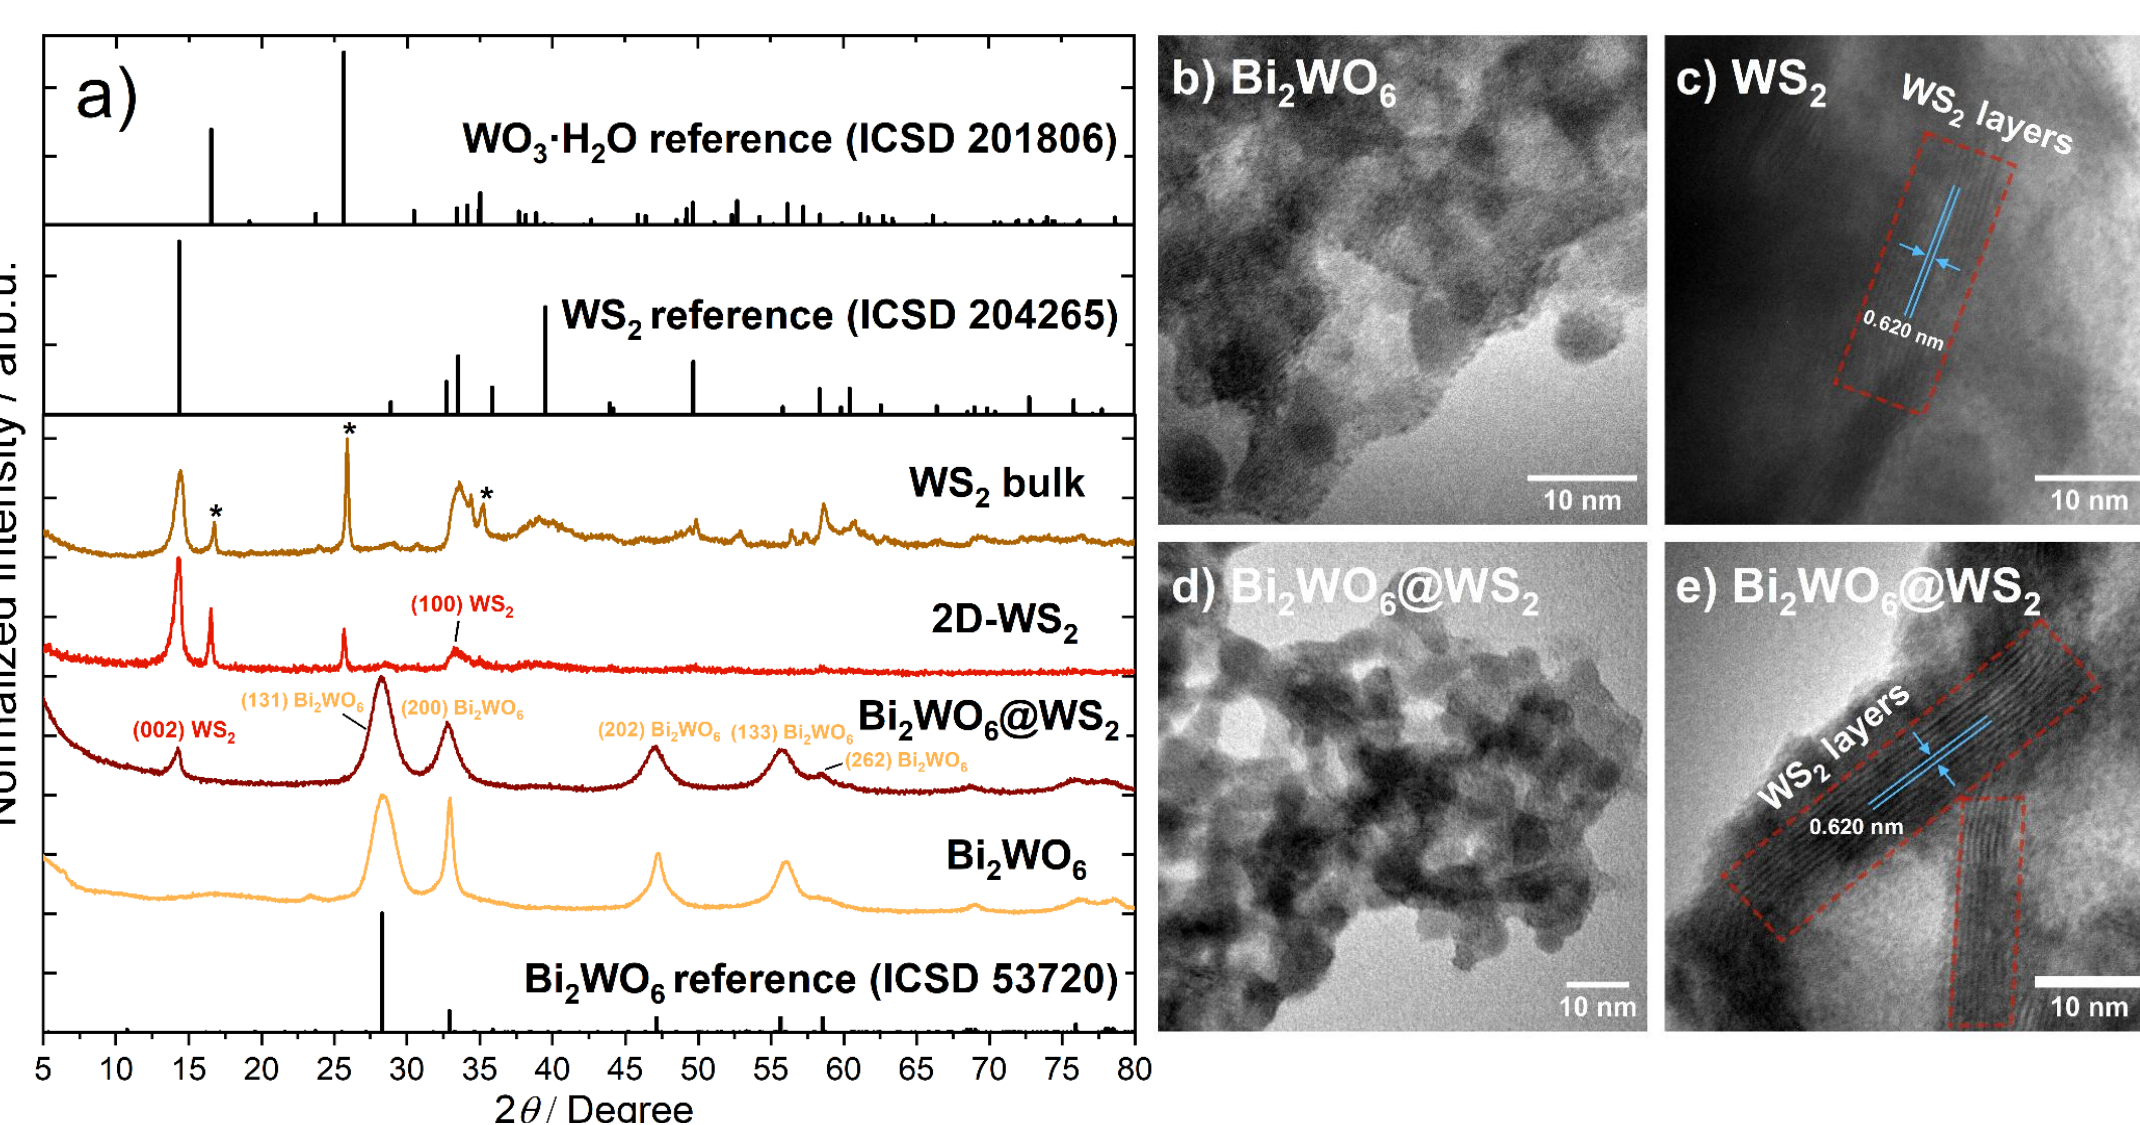 a)
WO₃·H₂O reference (ICSD 201806)
WS₂ reference (ICSD 204265)
*
*
*
WS₂ bulk
(100) WS₂
2D-WS₂
(131) Bi₂WO₆
(200) Bi₂WO₆
(002) WS₂
(202) Bi₂WO₆
(133) Bi₂WO₆
(262) Bi₂WO₆
Bi₂WO₆@WS₂
Bi₂WO₆
Bi₂WO₆ reference (ICSD 53720)
5 10 15 20 25 30 35 40 45 50 55 60 65 70 75 80
2θ / Degree
Normalized Intensity / arb.u.
b) Bi₂WO₆
10 nm
c) WS₂
WS₂ layers
0.620 nm
10 nm
d) Bi₂WO₆@WS₂
10 nm
e) Bi₂WO₆@WS₂
WS₂ layers
0.620 nm
10 nm